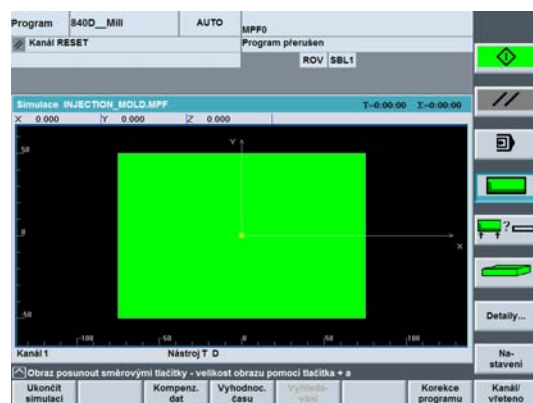 Program 840D__Mill AUTO MPF0
Kanál RESET Program přerušen
ROV SBL1
Simulace INJECTION_MOLD.MPF T=0:00:00 Σ=0:00:00
X 0.000 Y 0.000 Z 0.000
50
Y
0
X
-50
-100 -50 0 50 100
Kanál 1 Nástroj T D
Detaily...
Na-
stavení
Obraz posunout směrovými tlačítky - velikost obrazu pomocí tlačítka + a
Ukončit simulaci Kompenz. dat Vyhodnoc. času Vyhledá-vání Korekce programu Kanál/ vřeteno